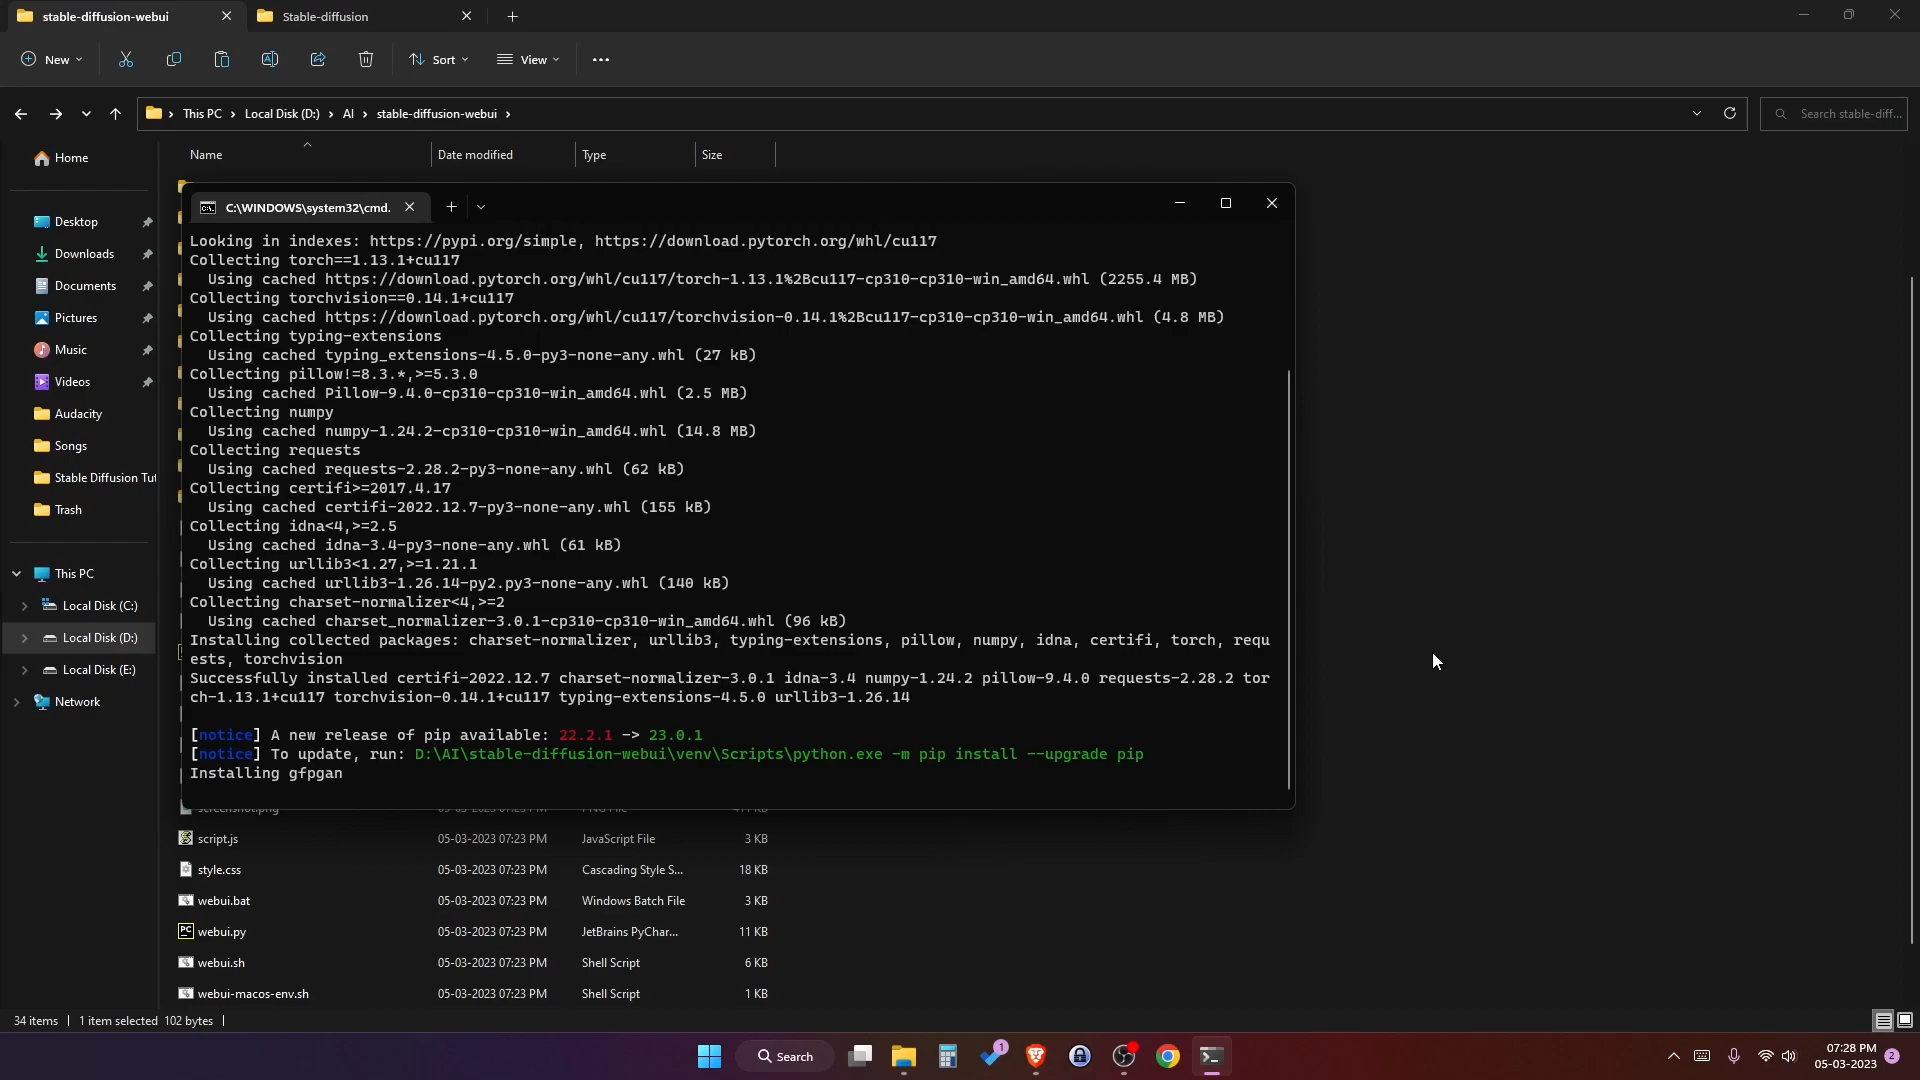 stable-diffusion-webui
Stable-diffusion
New
Sort
View
This PC > Local Disk (D:) > AI > stable-diffusion-webui >
Search stable-diff...
Name
Date modified
Type
Size
Home
Desktop
Downloads
Documents
Pictures
Music
Videos
Audacity
Songs
Stable Diffusion Tut
Trash
This PC
Local Disk (C:)
Local Disk (D:)
Local Disk (E:)
Network
C:\WINDOWS\system32\cmd.
Looking in indexes: https://pypi.org/simple, https://download.pytorch.org/whl/cu117
Collecting torch==1.13.1+cu117
Using cached https://download.pytorch.org/whl/cu117/torch-1.13.1%2Bcu117-cp310-cp310-win_amd64.whl (2255.4 MB)
Collecting torchvision==0.14.1+cu117
Using cached https://download.pytorch.org/whl/cu117/torchvision-0.14.1%2Bcu117-cp310-cp310-win_amd64.whl (4.8 MB)
Collecting typing-extensions
Using cached typing_extensions-4.5.0-py3-none-any.whl (27 kB)
Collecting pillow!=8.3.*,>=5.3.0
Using cached Pillow-9.4.0-cp310-cp310-win_amd64.whl (2.5 MB)
Collecting numpy
Using cached numpy-1.24.2-cp310-cp310-win_amd64.whl (14.8 MB)
Collecting requests
Using cached requests-2.28.2-py3-none-any.whl (62 kB)
Collecting certifi>=2017.4.17
Using cached certifi-2022.12.7-py3-none-any.whl (155 kB)
Collecting idna<4,>=2.5
Using cached idna-3.4-py3-none-any.whl (61 kB)
Collecting urllib3<1.27,>=1.21.1
Using cached urllib3-1.26.14-py2.py3-none-any.whl (140 kB)
Collecting charset-normalizer<4,>=2
Using cached charset_normalizer-3.0.1-cp310-cp310-win_amd64.whl (96 kB)
Installing collected packages: charset-normalizer, urllib3, typing-extensions, pillow, numpy, idna, certifi, torch, requ
ests, torchvision
Successfully installed certifi-2022.12.7 charset-normalizer-3.0.1 idna-3.4 numpy-1.24.2 pillow-9.4.0 requests-2.28.2 tor
ch-1.13.1+cu117 torchvision-0.14.1+cu117 typing-extensions-4.5.0 urllib3-1.26.14
[notice] A new release of pip available: 22.2.1 -> 23.0.1
[notice] To update, run: D:\AI\stable-diffusion-webui\venv\Scripts\python.exe -m pip install --upgrade pip
Installing gfpgan
script.js 05-03-2023 07:23 PM JavaScript File 3 KB
style.css 05-03-2023 07:23 PM Cascading Style S... 18 KB
webui.bat 05-03-2023 07:23 PM Windows Batch File 3 KB
webui.py 05-03-2023 07:23 PM JetBrains PyChar... 11 KB
webui.sh 05-03-2023 07:23 PM Shell Script 6 KB
webui-macos-env.sh 05-03-2023 07:23 PM Shell Script 1 KB
34 items | 1 item selected 102 bytes |
Search
1
07:28 PM
05-03-2023
2